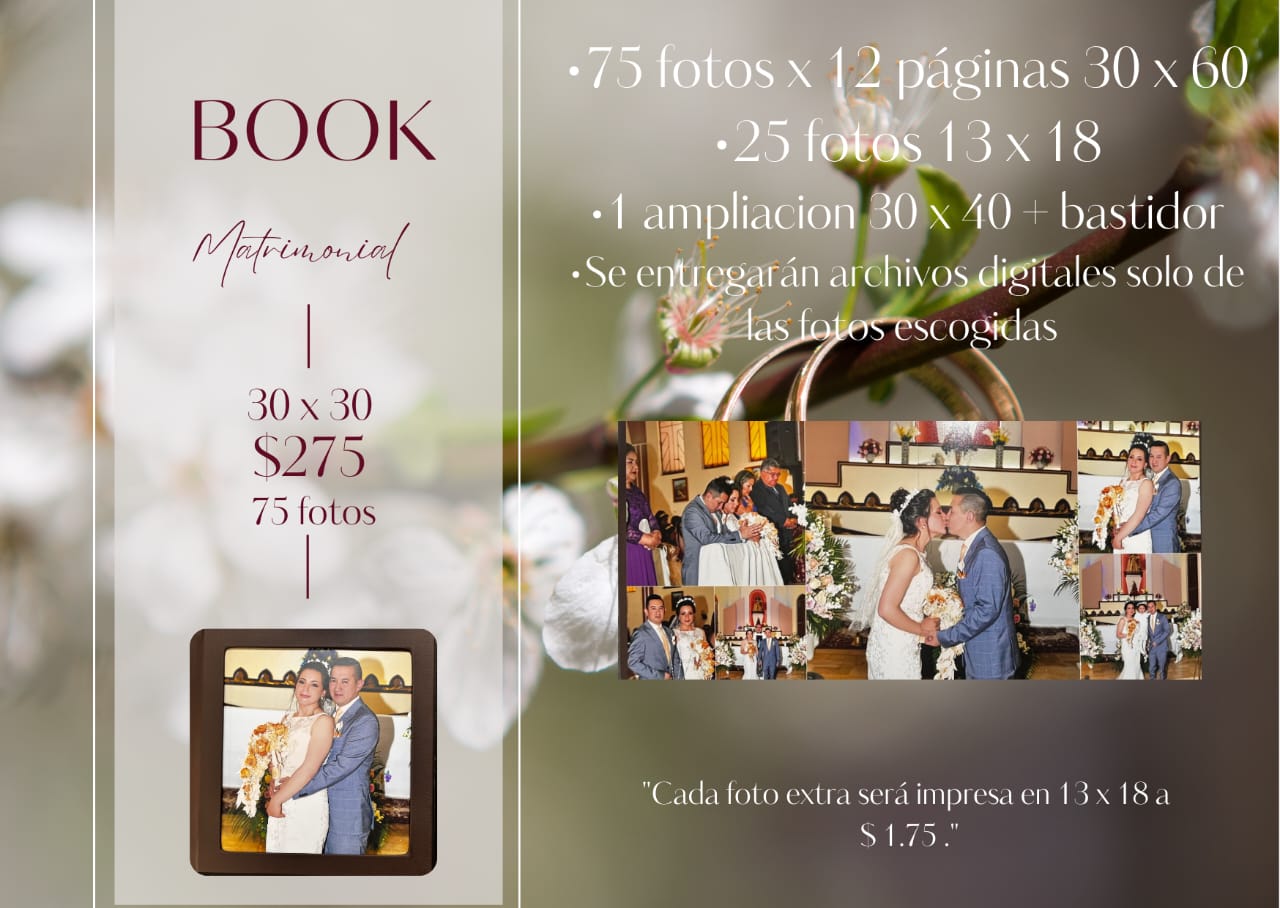 BOOK
Matrimonial
30 x 30
$275
75 fotos
•75 fotos x 12 páginas 30 x 60
•25 fotos 13 x 18
•1 ampliacion 30 x 40 + bastidor
•Se entregarán archivos digitales solo de
las fotos escogidas
"Cada foto extra será impresa en 13 x 18 a
$ 1.75 ."